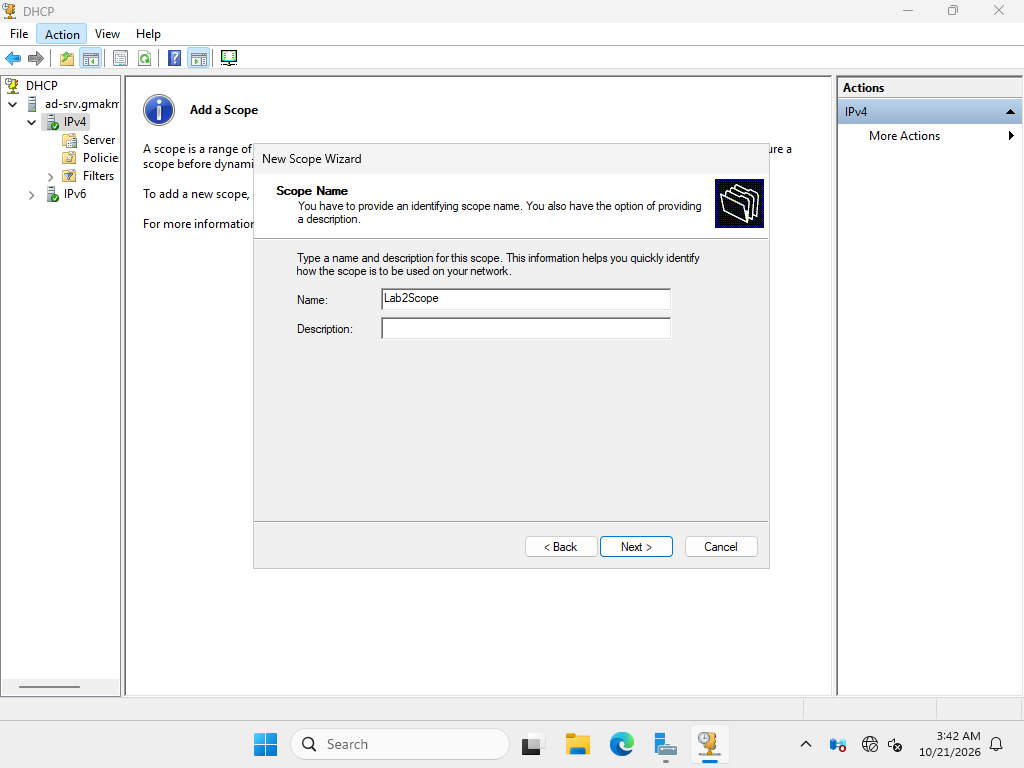 DHCP
File Action View Help
DHCP
ad-srv.gmakm
IPv4
Server
Policie
Filters
IPv6
Add a Scope
A scope is a range of
ure a
scope before dynami
To add a new scope,
For more information
New Scope Wizard
Scope Name
You have to provide an identifying scope name. You also have the option of providing
a description.
Type a name and description for this scope. This information helps you quickly identify
how the scope is to be used on your network.
Name: Lab2Scope
Description:
< Back Next > Cancel
Actions
IPv4
More Actions
Search
3:42 AM
10/21/2026